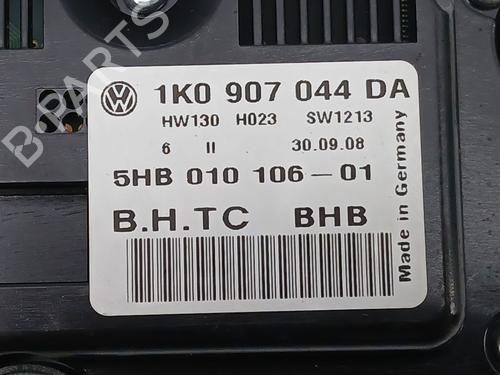 1K0 907 044 DA
HW130 H023 SW1213
6 II 30.09.08
5HB 010 106-01
B.H.TC BHB
Made in Germany
B-PARTS